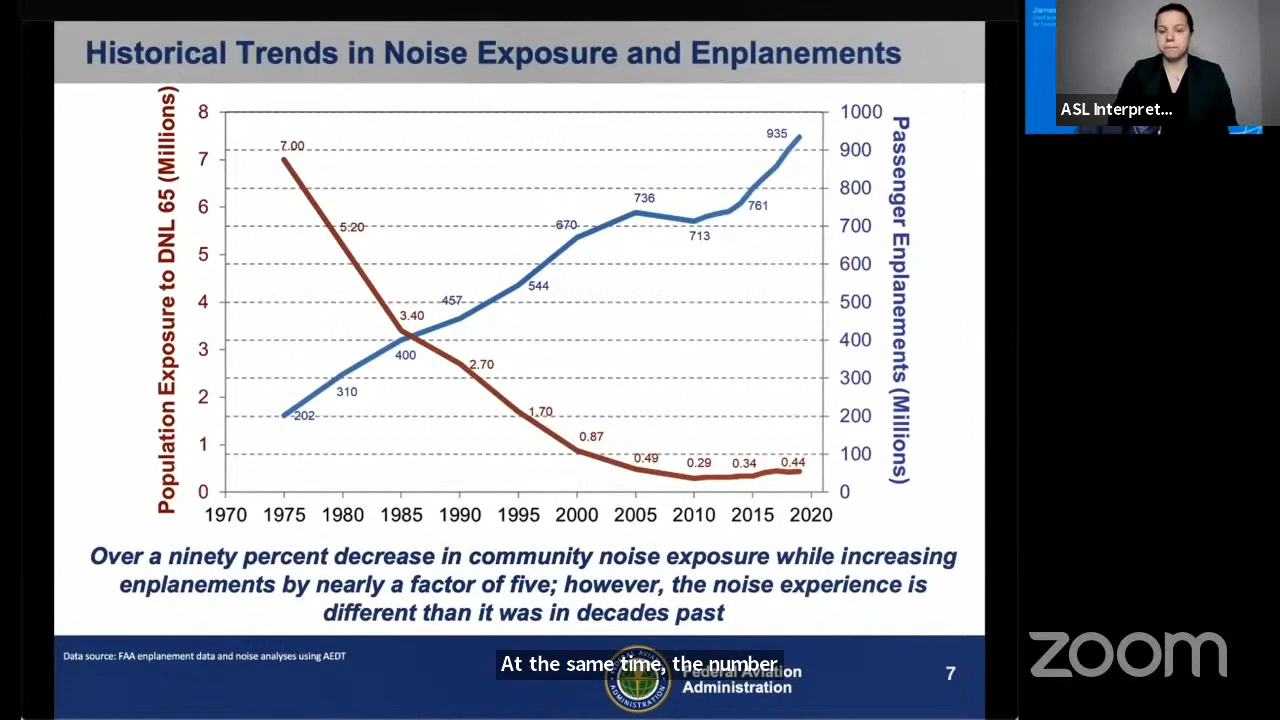 Historical Trends in Noise Exposure and Enplanements
Population Exposure to DNL 65 (Millions)
8
7
6
5
4
3
2
1
0
7.00
5.20
3.40
2.70
1.70
0.87
0.49
0.29
0.34
0.44
202
310
400
457
544
670
736
713
761
935
1000
900
800
700
600
500
400
300
200
100
0
Passenger Enplanements (Millions)
1970 1975 1980 1985 1990 1995 2000 2005 2010 2015 2020
Over a ninety percent decrease in community noise exposure while increasing
enplanements by nearly a factor of five; however, the noise experience is
different than it was in decades past
Data source: FAA enplanement data and noise analyses using AEDT
At the same time, the number
Federal Aviation
Administration
7
James
ASL Interpret...
zoom